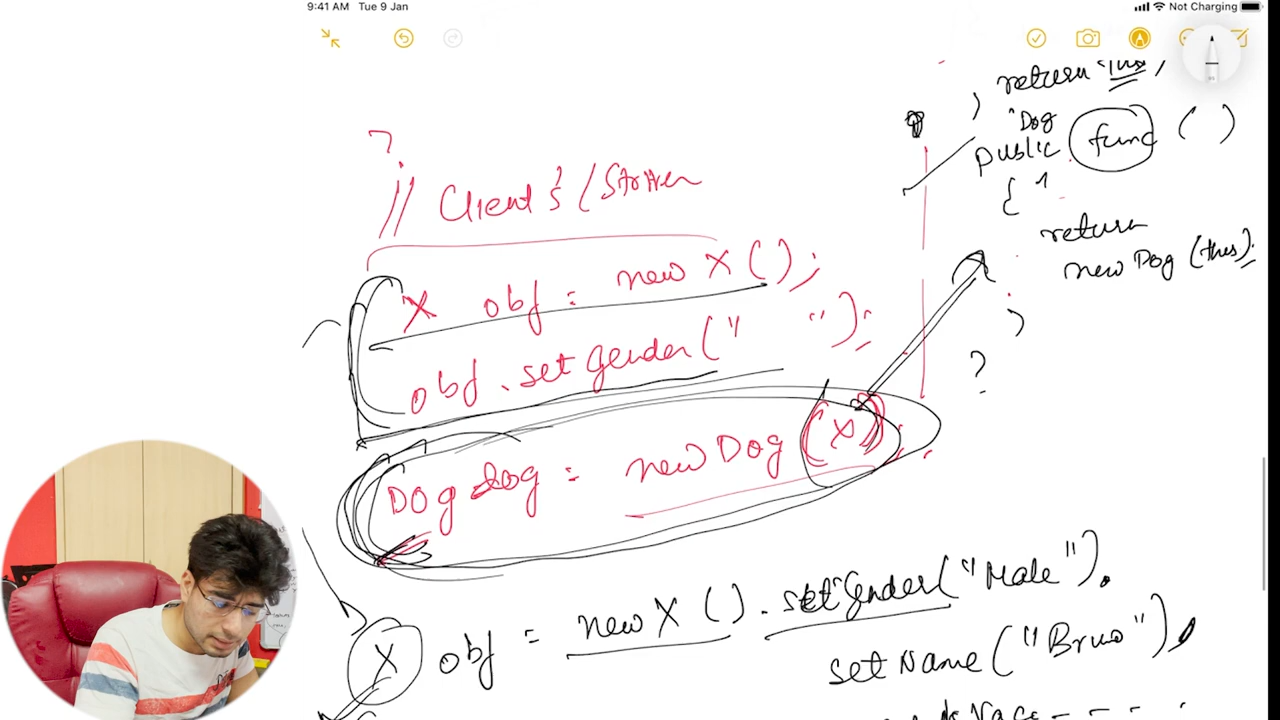 9:41 AM Tue 9 Jan
Not Charging
return this;
}
Dog
public func ( )
{
return
new Dog (this);
}
?
}
// Client's /
X obj = new X ( );
obj . set gender ( " " );
Dog dog = new Dog (X);
X obj = new X ( ) . set gender ( "Male" ).
set Name ( "Bruno" ).